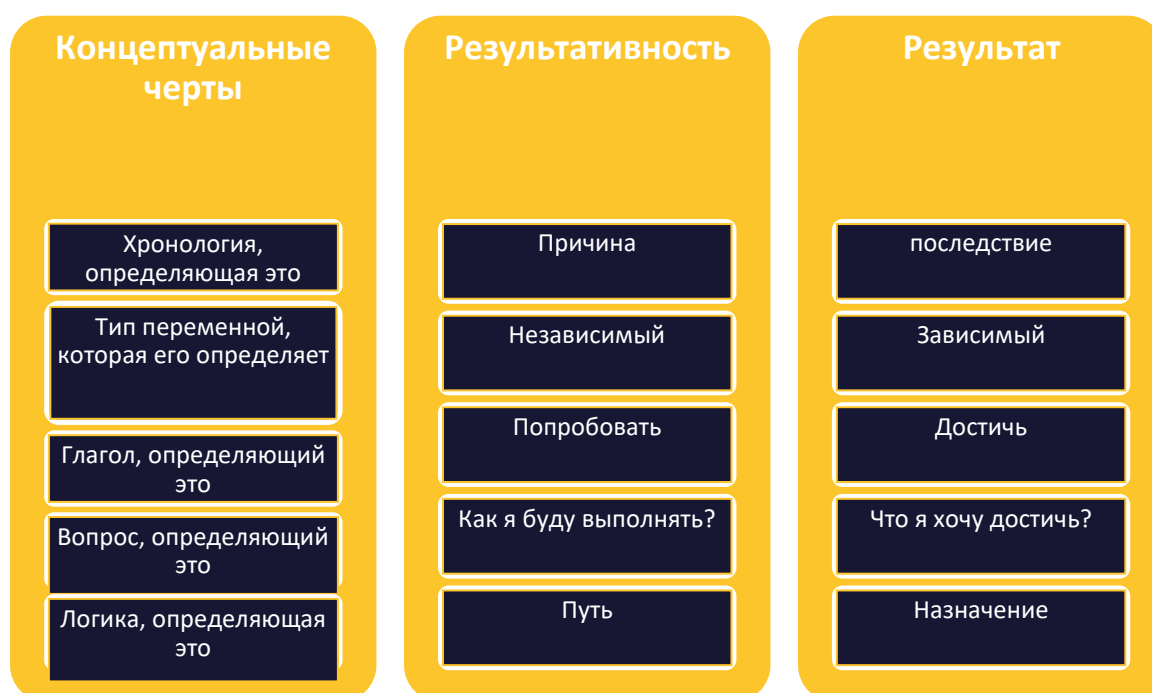 Концептуальные
черты
Хронология,
определяющая это
Тип переменной,
которая его определяет
Глагол, определяющий
это
Вопрос, определяющий
это
Логика, определяющая
это
Результативность
Причина
Независимый
Попробовать
Как я буду выполнять?
Путь
Результат
последствие
Зависимый
Достичь
Что я хочу достичь?
Назначение